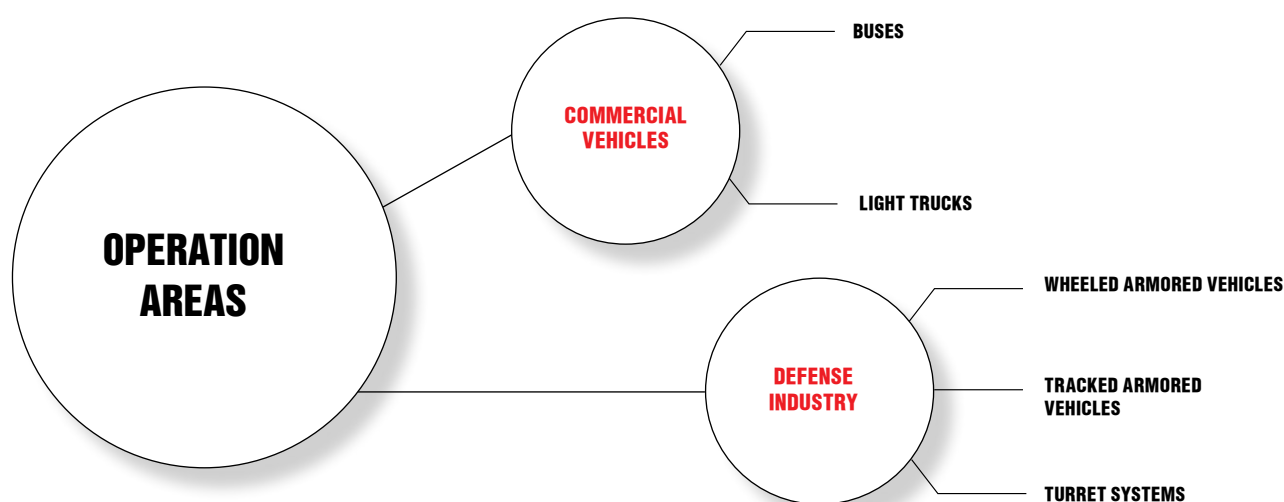 OPERATION
AREAS
COMMERCIAL
VEHICLES
BUSES
LIGHT TRUCKS
DEFENSE
INDUSTRY
WHEELED ARMORED VEHICLES
TRACKED ARMORED
VEHICLES
TURRET SYSTEMS